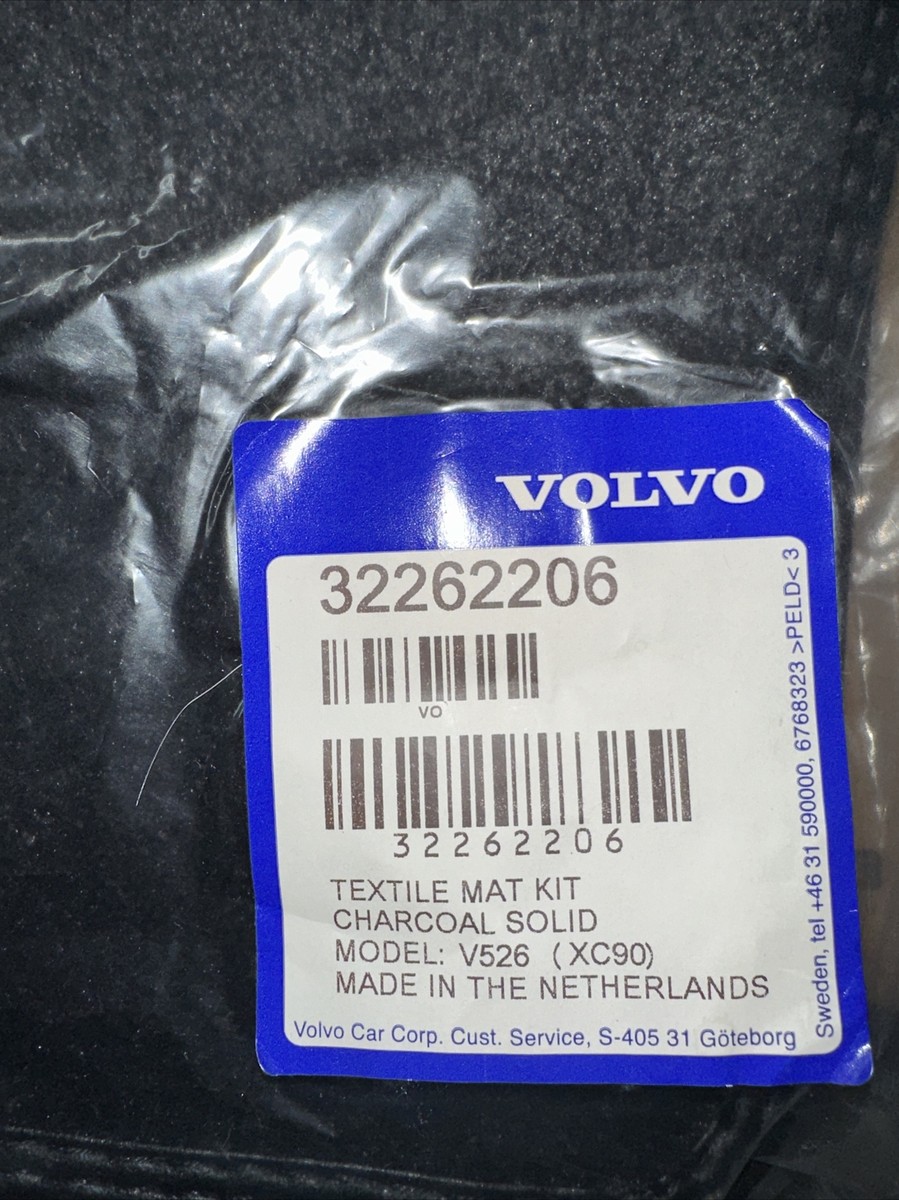 VOLVO
32262206
VO
32262206
TEXTILE MAT KIT
CHARCOAL SOLID
MODEL: V526 (XC90)
MADE IN THE NETHERLANDS
Volvo Car Corp. Cust. Service, S-405 31 Göteborg
Sweden, tel +46 31 590000, 6768323 >PELD< 3